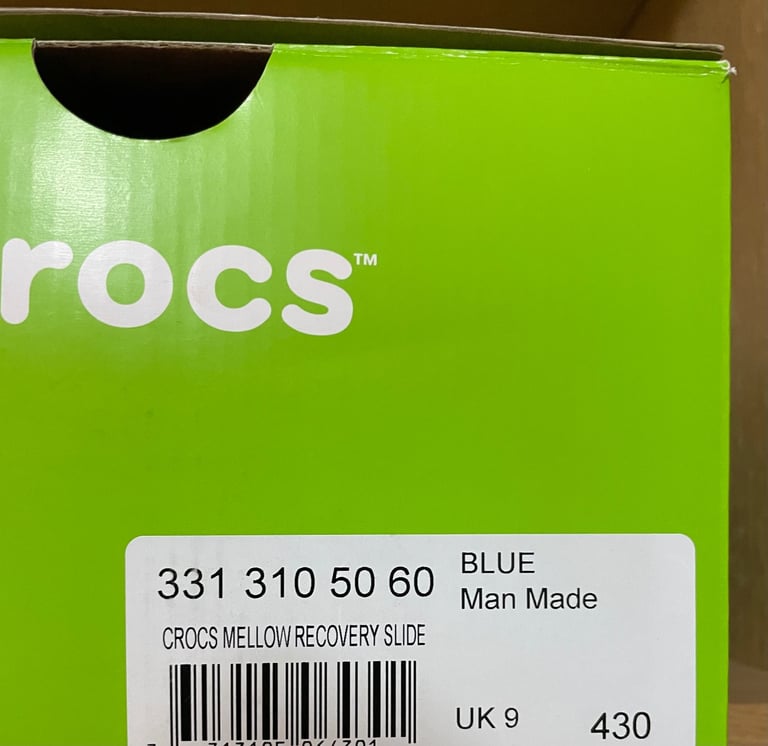 rocs™
331 310 50 60
BLUE
Man Made
CROCS MELLOW RECOVERY SLIDE
UK 9
430